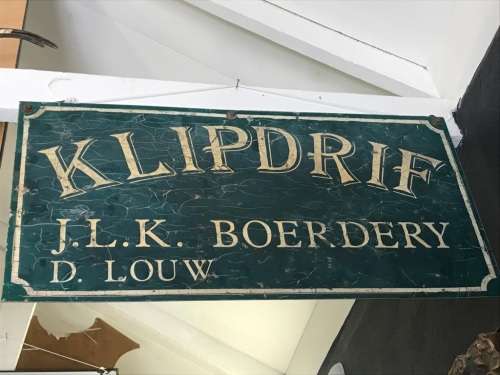 KLIPDRIF
J.L.K. BOERDERY
D. LOUW